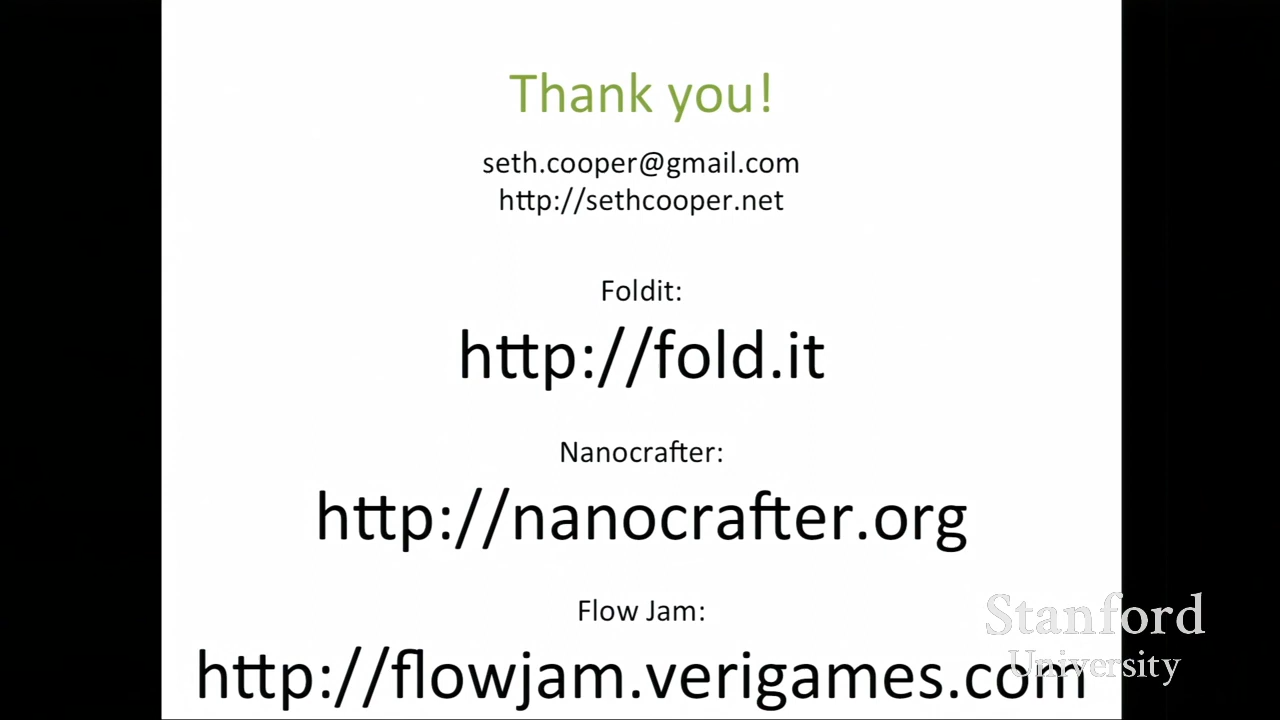 Thank you!
seth.cooper@gmail.com
http://sethcooper.net
Foldit:
http://fold.it
Nanocrafter:
http://nanocrafter.org
Flow Jam:
http://flowjam.verigames.com
Stanford
University